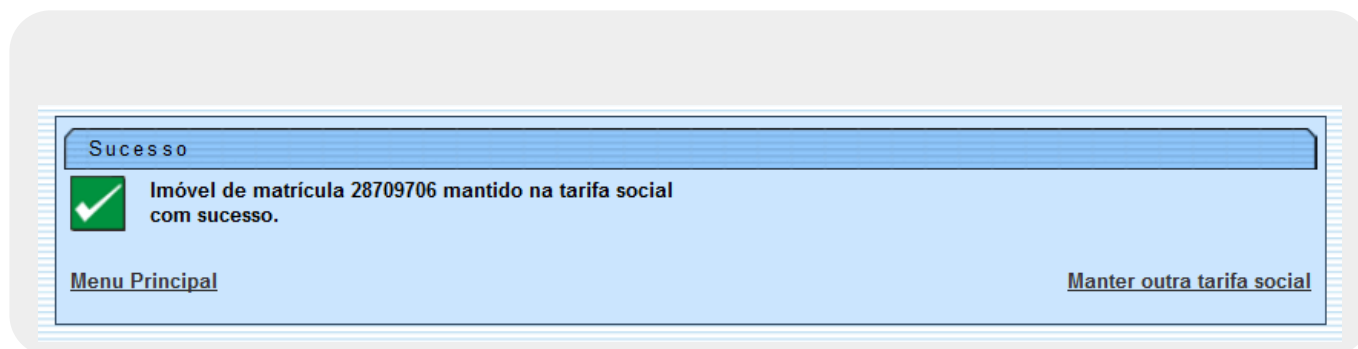 Sucesso
Imóvel de matrícula 28709706 mantido na tarifa social
com sucesso.
Menu Principal
Manter outra tarifa social